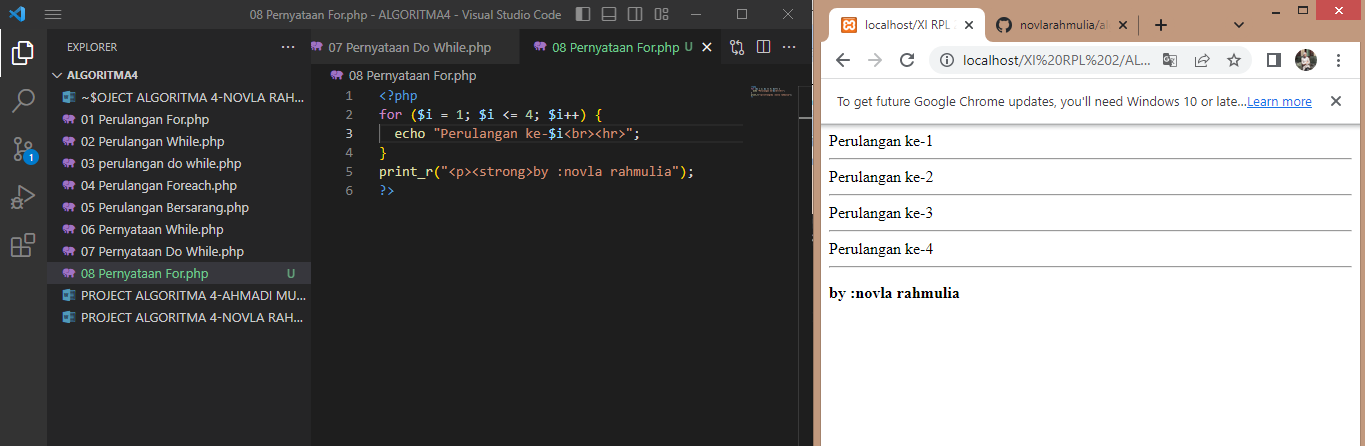 08 Pernyataan For.php - ALGORITMA4 - Visual Studio Code
EXPLORER
ALGORITMA4
~$OJECT ALGORITMA 4-NOVLA RAH...
01 Perulangan For.php
02 Perulangan While.php
03 perulangan do while.php
04 Perulangan Foreach.php
05 Perulangan Bersarang.php
06 Pernyataan While.php
07 Pernyataan Do While.php
08 Pernyataan For.php U
PROJECT ALGORITMA 4-AHMADI MU...
PROJECT ALGORITMA 4-NOVLA RAH...
1
07 Pernyataan Do While.php
08 Pernyataan For.php U
08 Pernyataan For.php
1 <?php
2 for ($i = 1; $i <= 4; $i++) {
3 echo "Perulangan ke-$i<br><hr>";
4 }
5 print_r("<p><strong>by :novla rahmulia");
6 ?>
localhost/XI RPL
novlarahmulia/al
localhost/XI%20RPL%202/AL...
To get future Google Chrome updates, you'll need Windows 10 or late...Learn more
Perulangan ke-1
Perulangan ke-2
Perulangan ke-3
Perulangan ke-4
by :novla rahmulia